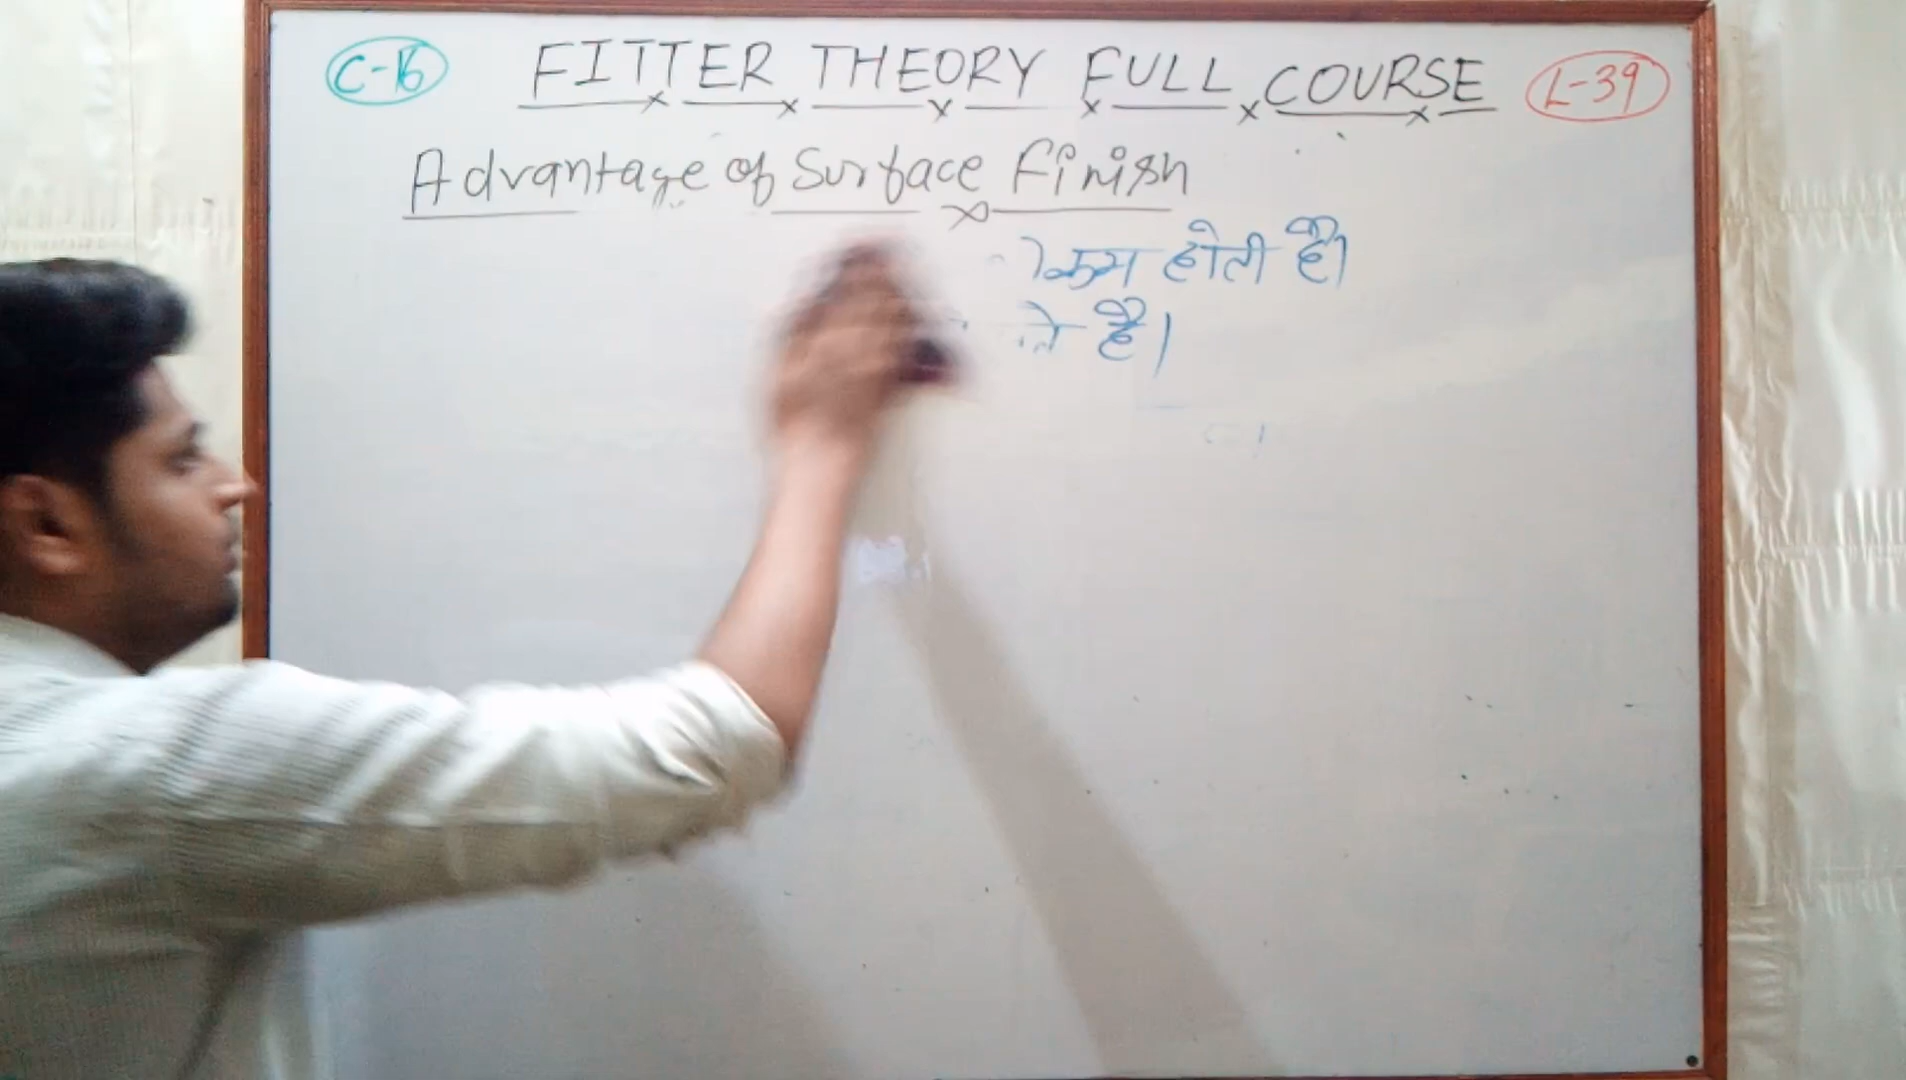 C-16 FITTER THEORY FULL COURSE L-39
Advantage of Surface Finish
कम होती है।
है।